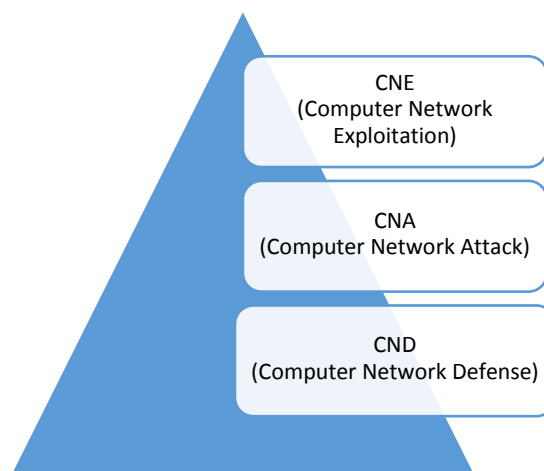 CNE
(Computer Network
Exploitation)
CNA
(Computer Network Attack)
CND
(Computer Network Defense)